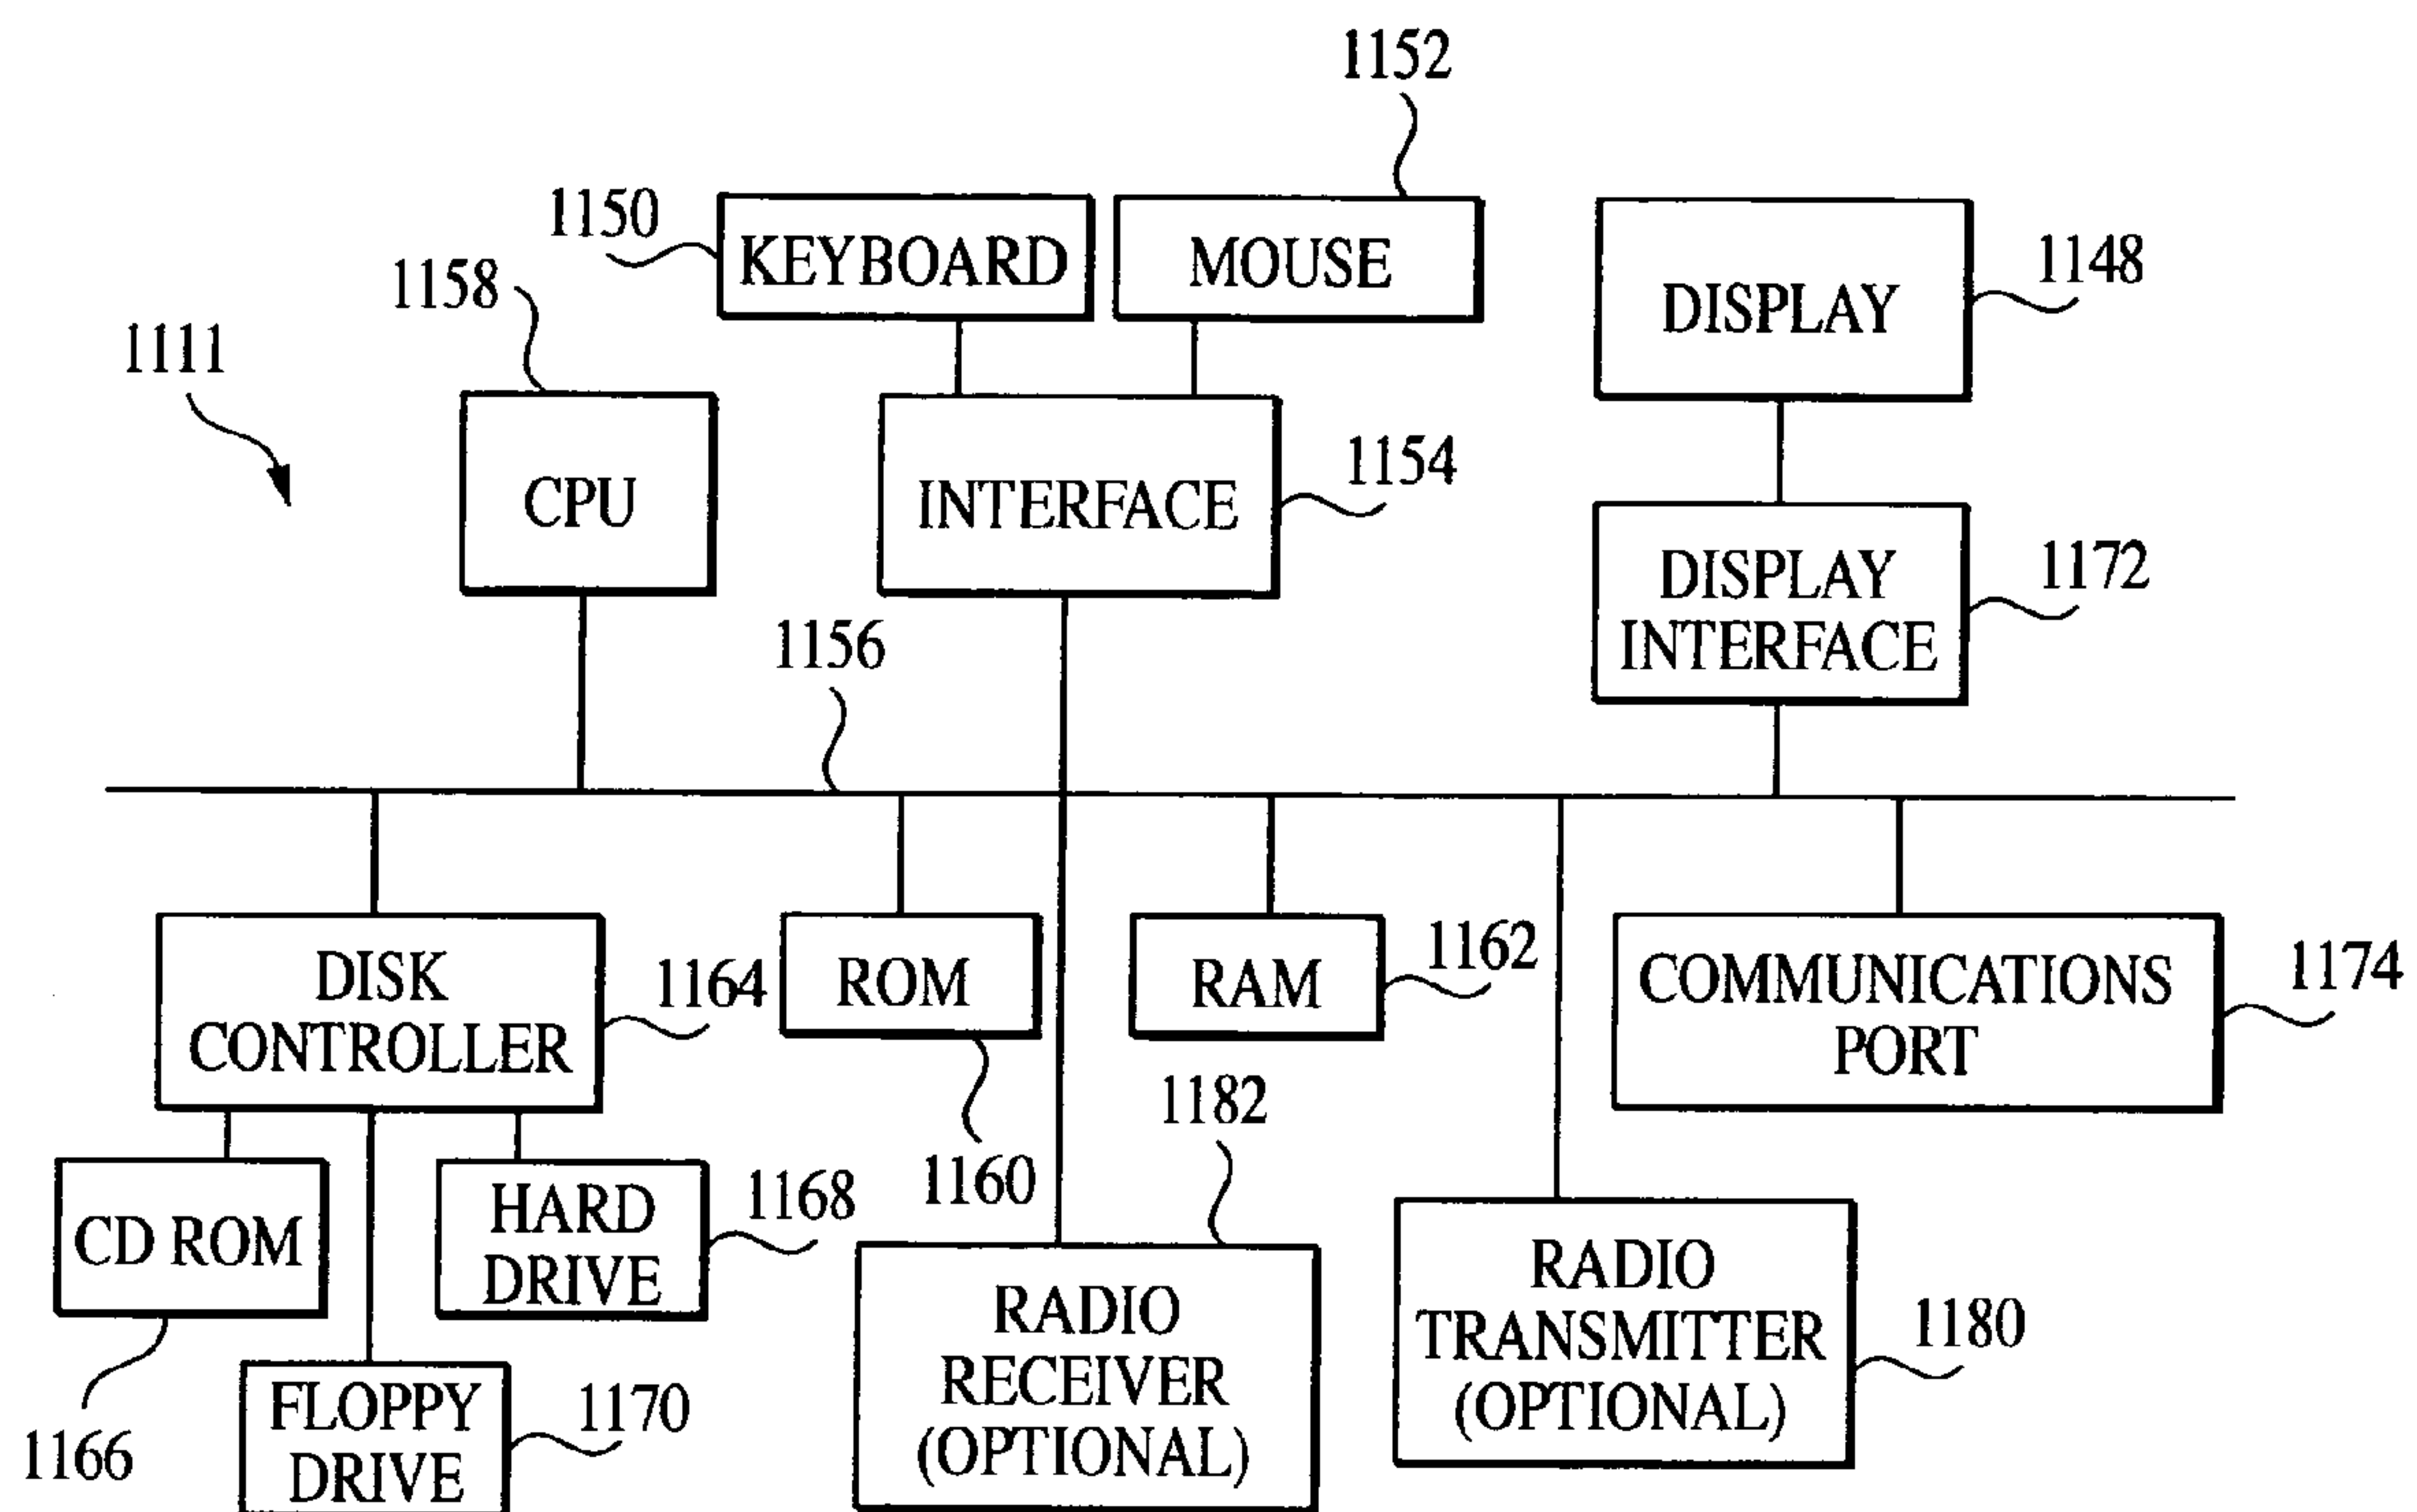 1152
1150
KEYBOARD
MOUSE
1148
1158
DISPLAY
1111
1154
CPU
INTERFACE
1172
DISPLAY
INTERFACE
1156
DISK
CONTROLLER
1164
ROM
RAM
1162
COMMUNICATIONS
PORT
1174
1182
1160
CD ROM
HARD
DRIVE
1168
RADIO
TRANSMITTER
(OPTIONAL)
1180
RADIO
RECEIVER
(OPTIONAL)
1166
FLOPPY
DRIVE
1170